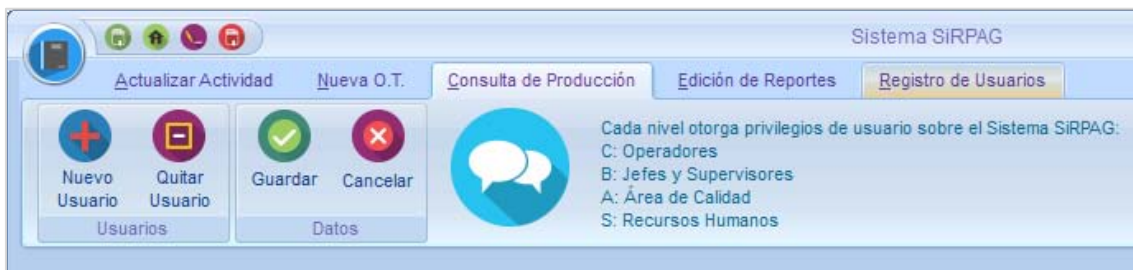 Sistema SiRPAG
Actualizar Actividad
Nueva O.T.
Consulta de Producción
Edición de Reportes
Registro de Usuarios
Nuevo
Usuario
Quitar
Usuario
Usuarios
Guardar
Cancelar
Datos
Cada nivel otorga privilegios de usuario sobre el Sistema SiRPAG:
C: Operadores
B: Jefes y Supervisores
A: Área de Calidad
S: Recursos Humanos